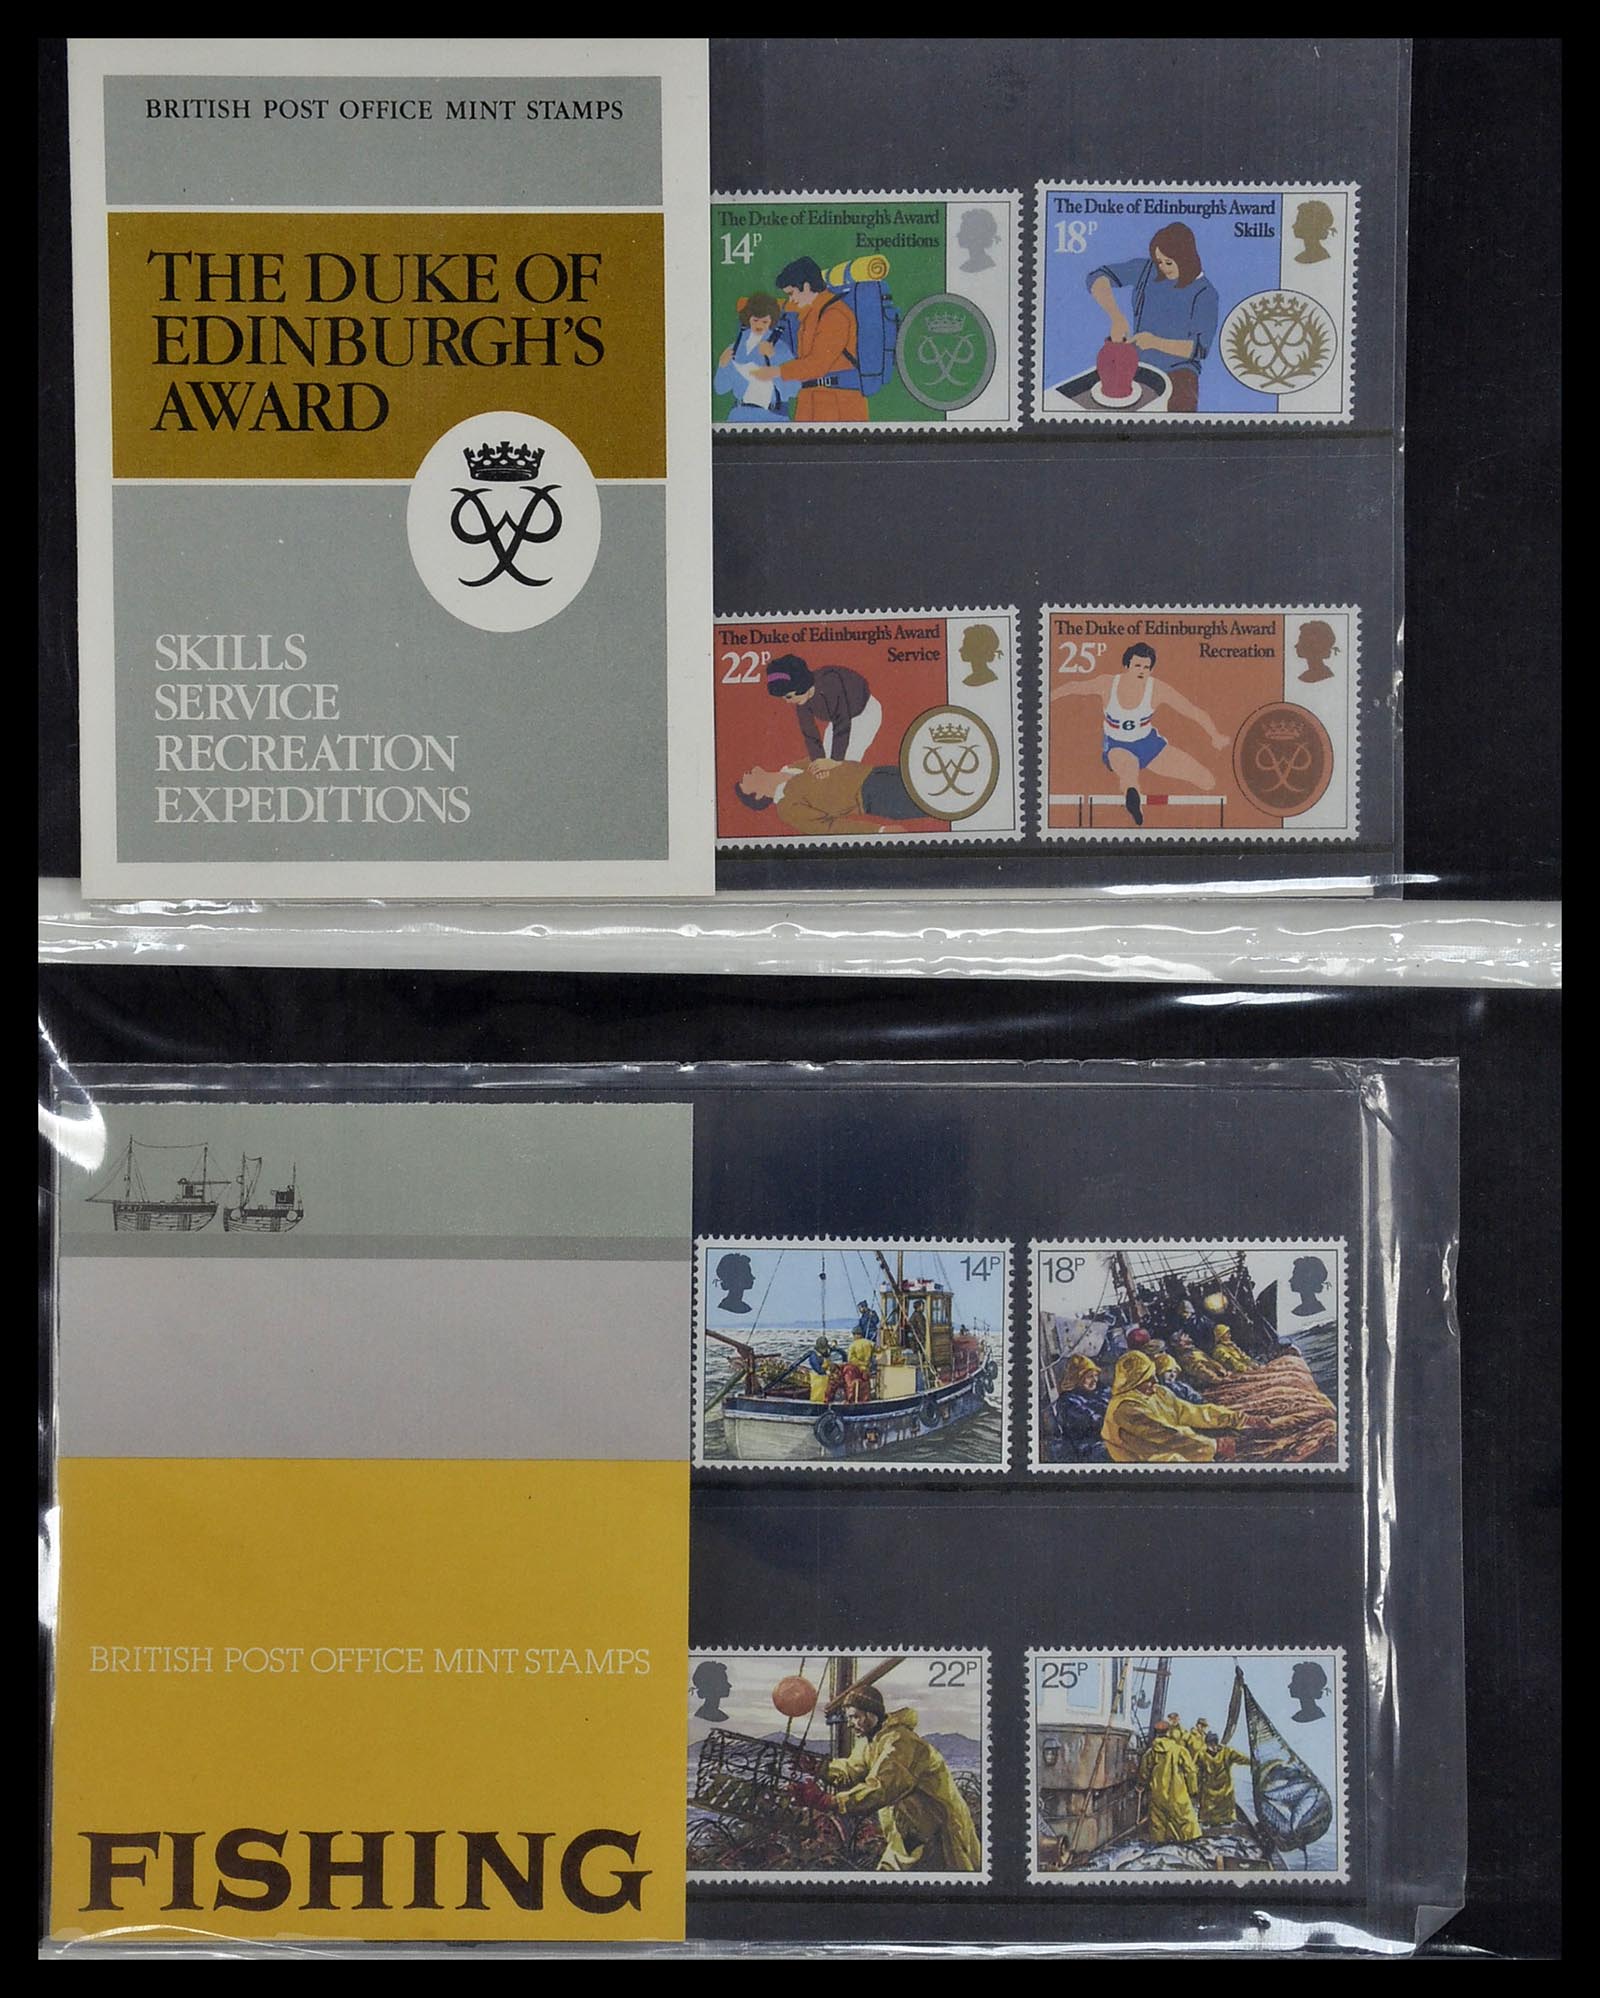 BRITISH POST OFFICE MINT STAMPS
THE DUKE OF
EDINBURGH'S
AWARD
SKILLS
SERVICE
RECREATION
EXPEDITIONS
The Duke of Edinburgh's Award
Expeditions
14P
The Duke of Edinburgh's Award
Skills
18P
The Duke of Edinburgh's Award
Service
22P
The Duke of Edinburgh's Award
Recreation
25P
6
BRITISH POST OFFICE MINT STAMPS
FISHING
14P
18P
22P
25P